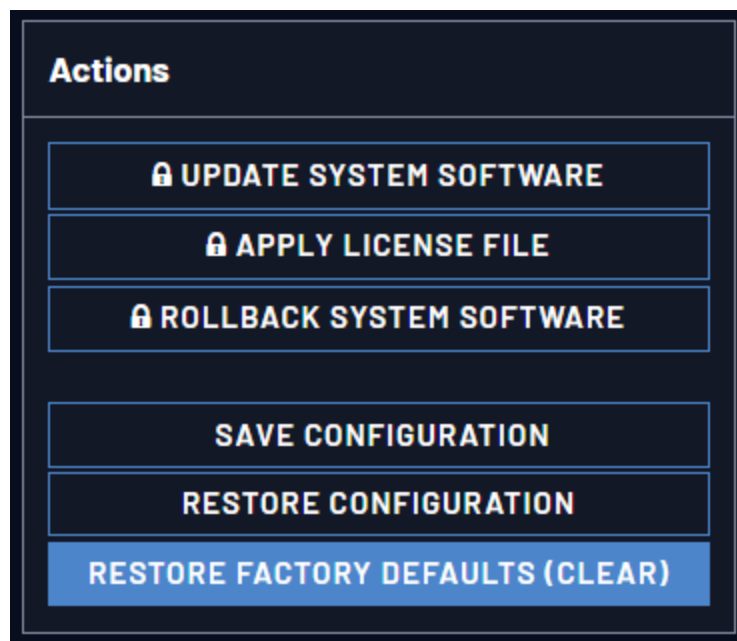 Actions
UPDATE SYSTEM SOFTWARE
APPLY LICENSE FILE
ROLLBACK SYSTEM SOFTWARE
SAVE CONFIGURATION
RESTORE CONFIGURATION
RESTORE FACTORY DEFAULTS (CLEAR)